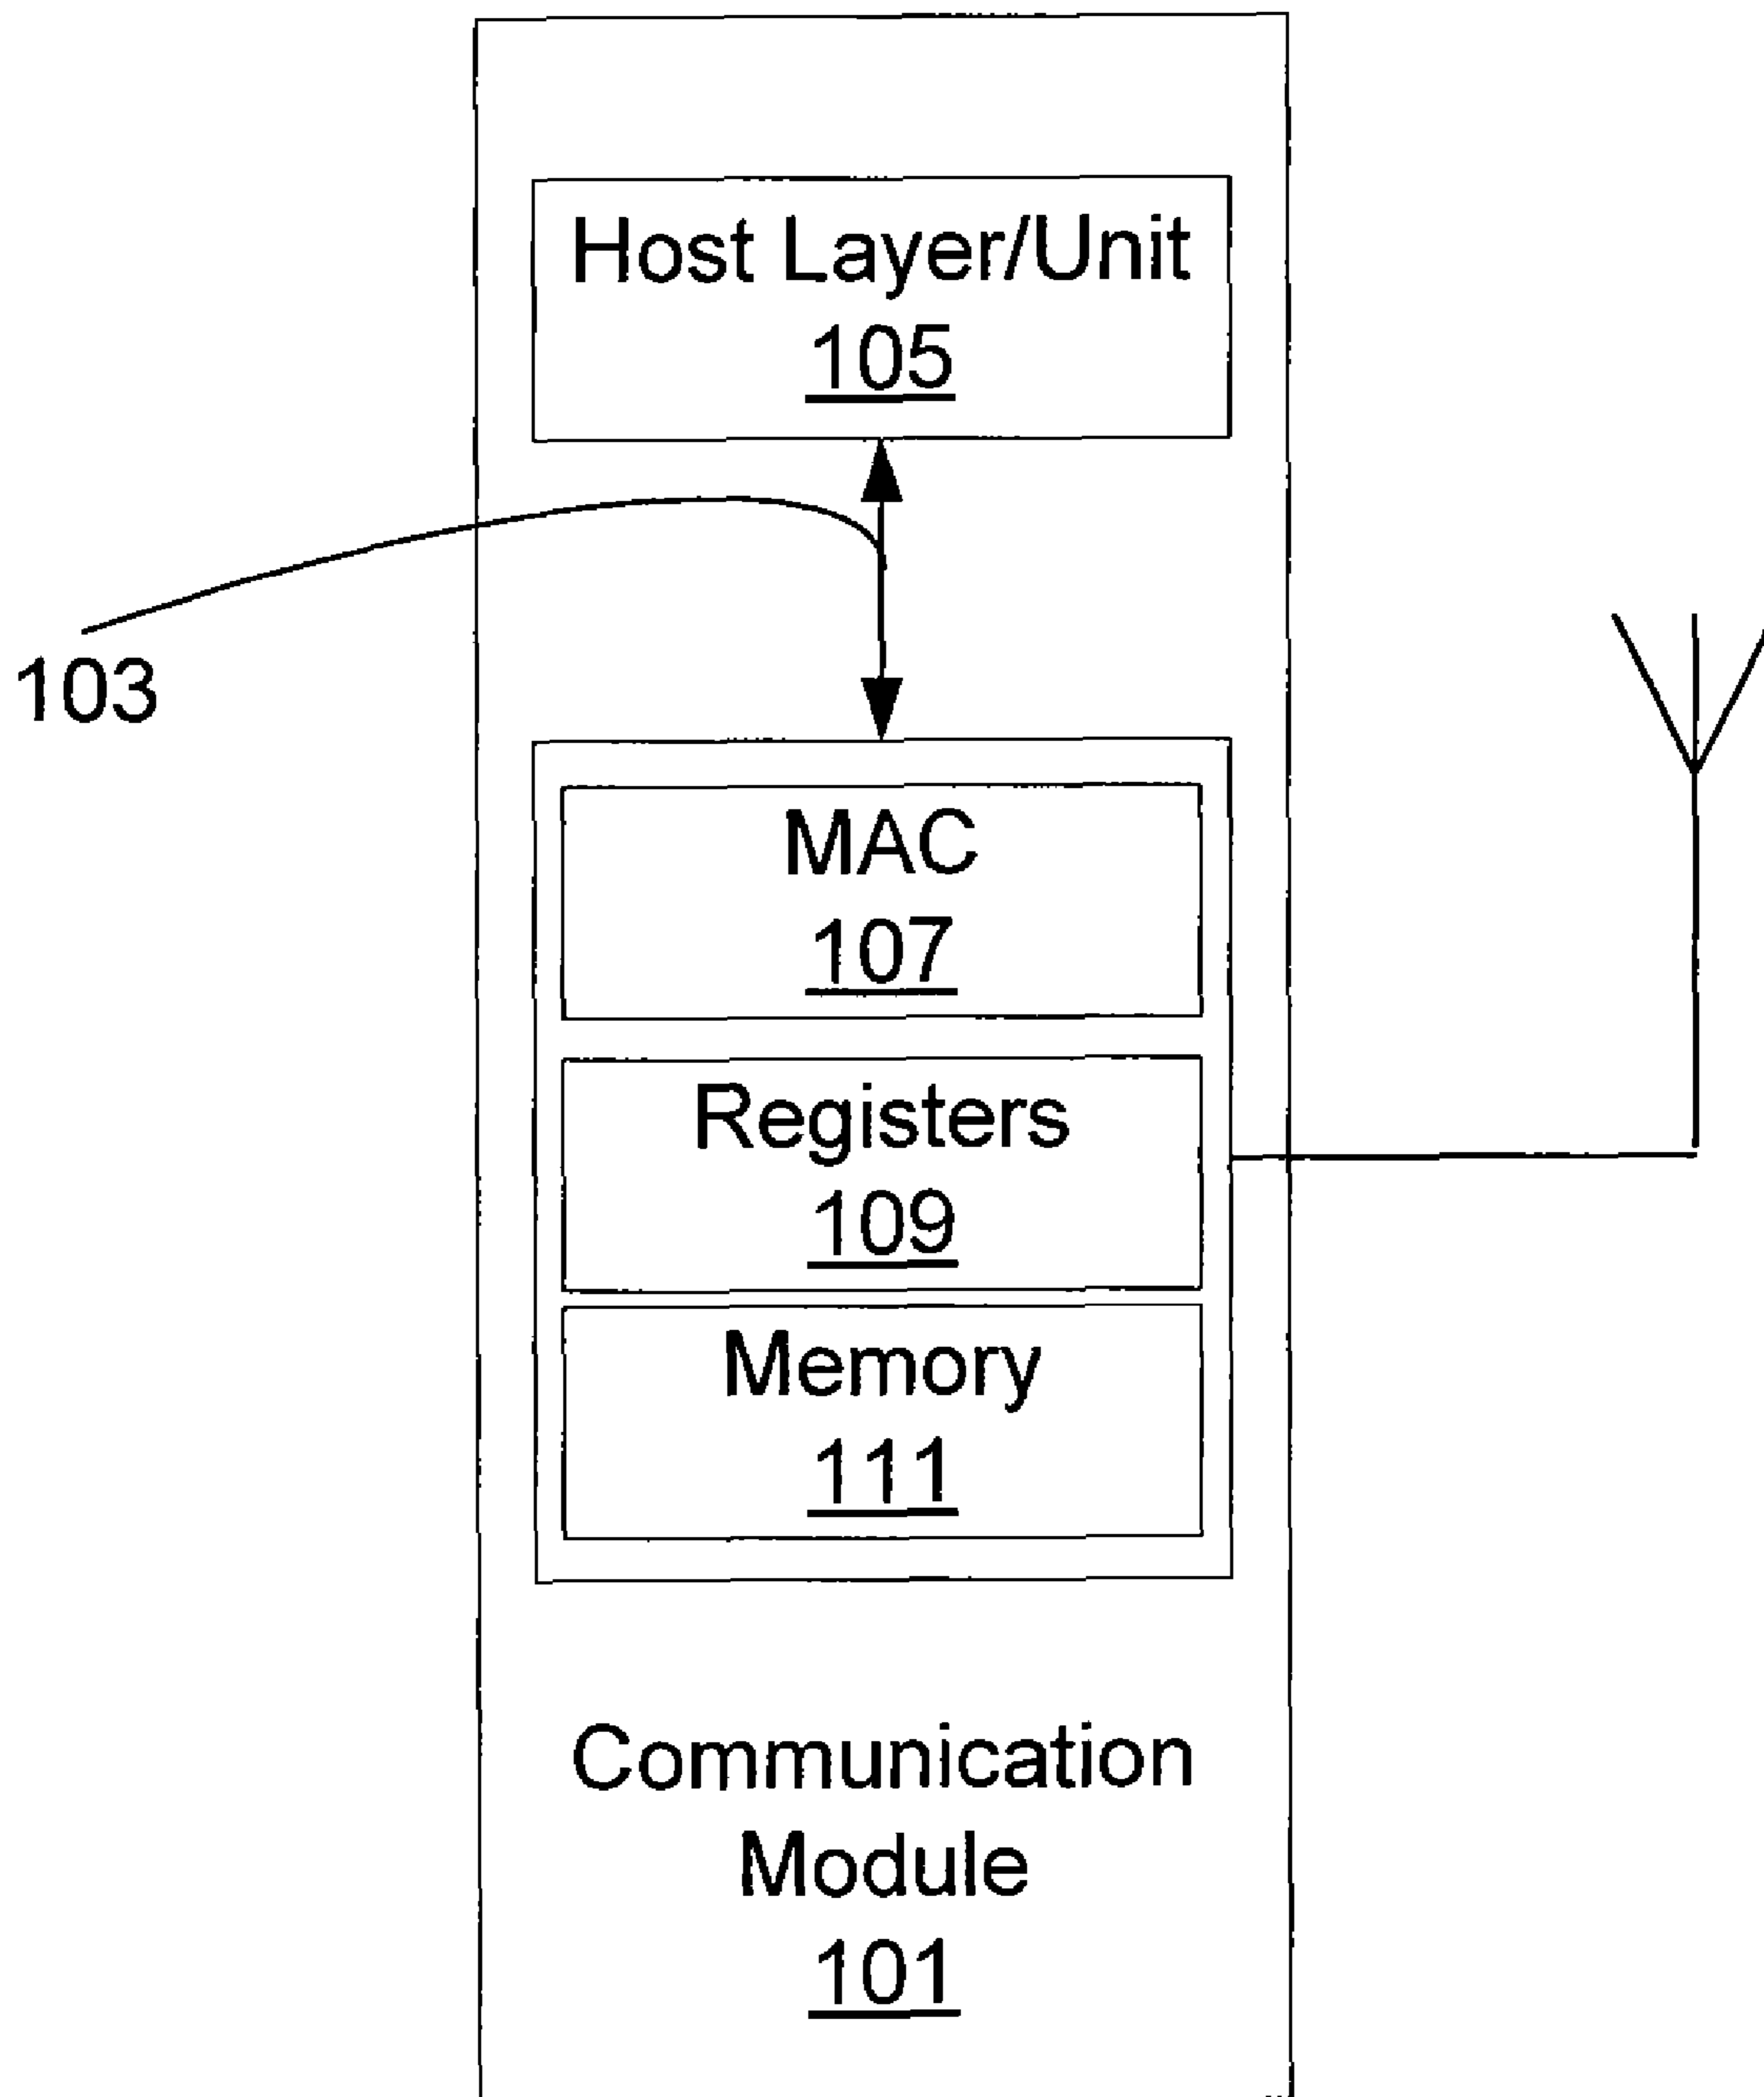 Host Layer/Unit
105
103
MAC
107
Registers
109
Memory
111
Communication
Module
101